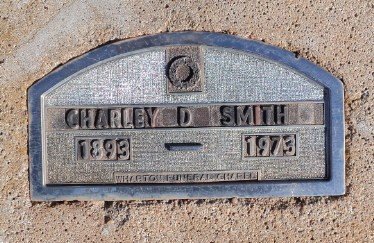 CHARLEY D SMITH
1893 – 1973
WHARTON FUNERAL CHAPEL